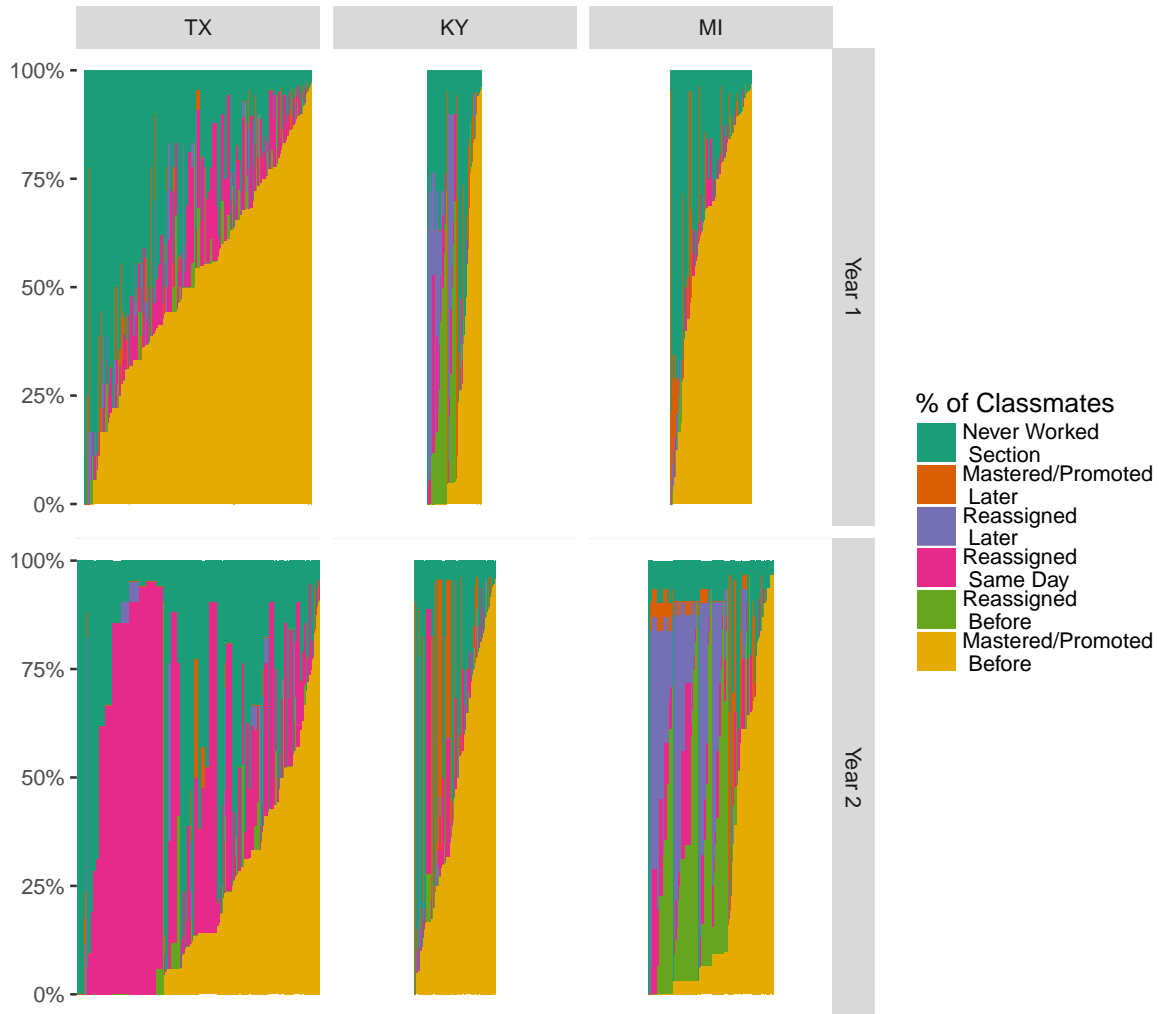 TX
KY
MI
100%
75%
50%
25%
0%
Year 1
100%
75%
50%
25%
0%
Year 2
% of Classmates
Never Worked
Section
Mastered/Promoted
Later
Reassigned
Later
Reassigned
Same Day
Reassigned
Before
Mastered/Promoted
Before